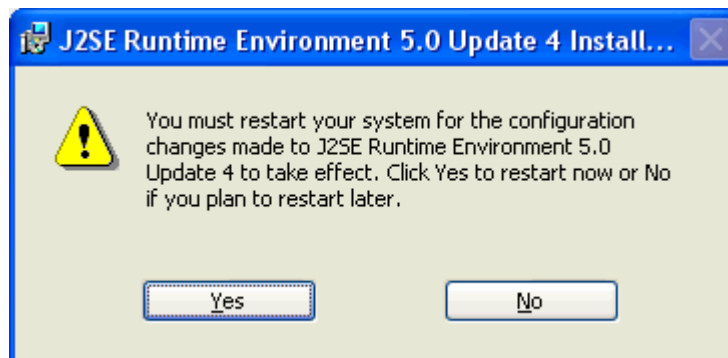 J2SE Runtime Environment 5.0 Update 4 Install...
You must restart your system for the configuration
changes made to J2SE Runtime Environment 5.0
Update 4 to take effect. Click Yes to restart now or No
if you plan to restart later.
Yes
No